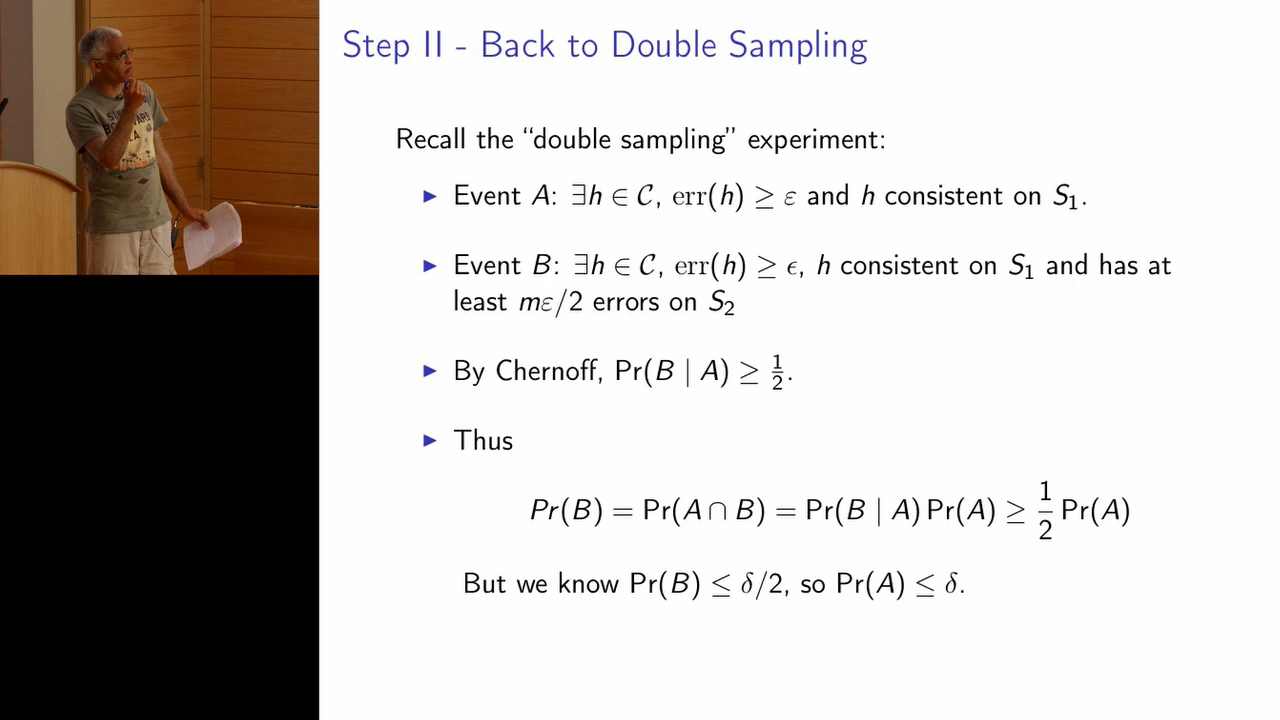 Step II - Back to Double Sampling
Recall the “double sampling” experiment:
▶ Event A: ∃h ∈ 𝒞, err(h) ≥ ε and h consistent on S₁.
▶ Event B: ∃h ∈ 𝒞, err(h) ≥ ϵ, h consistent on S₁ and has at
least mε/2 errors on S₂
▶ By Chernoff, Pr(B | A) ≥ 1/2.
▶ Thus
Pr(B) = Pr(A ∩ B) = Pr(B | A) Pr(A) ≥ 1/2 Pr(A)
But we know Pr(B) ≤ δ/2, so Pr(A) ≤ δ.